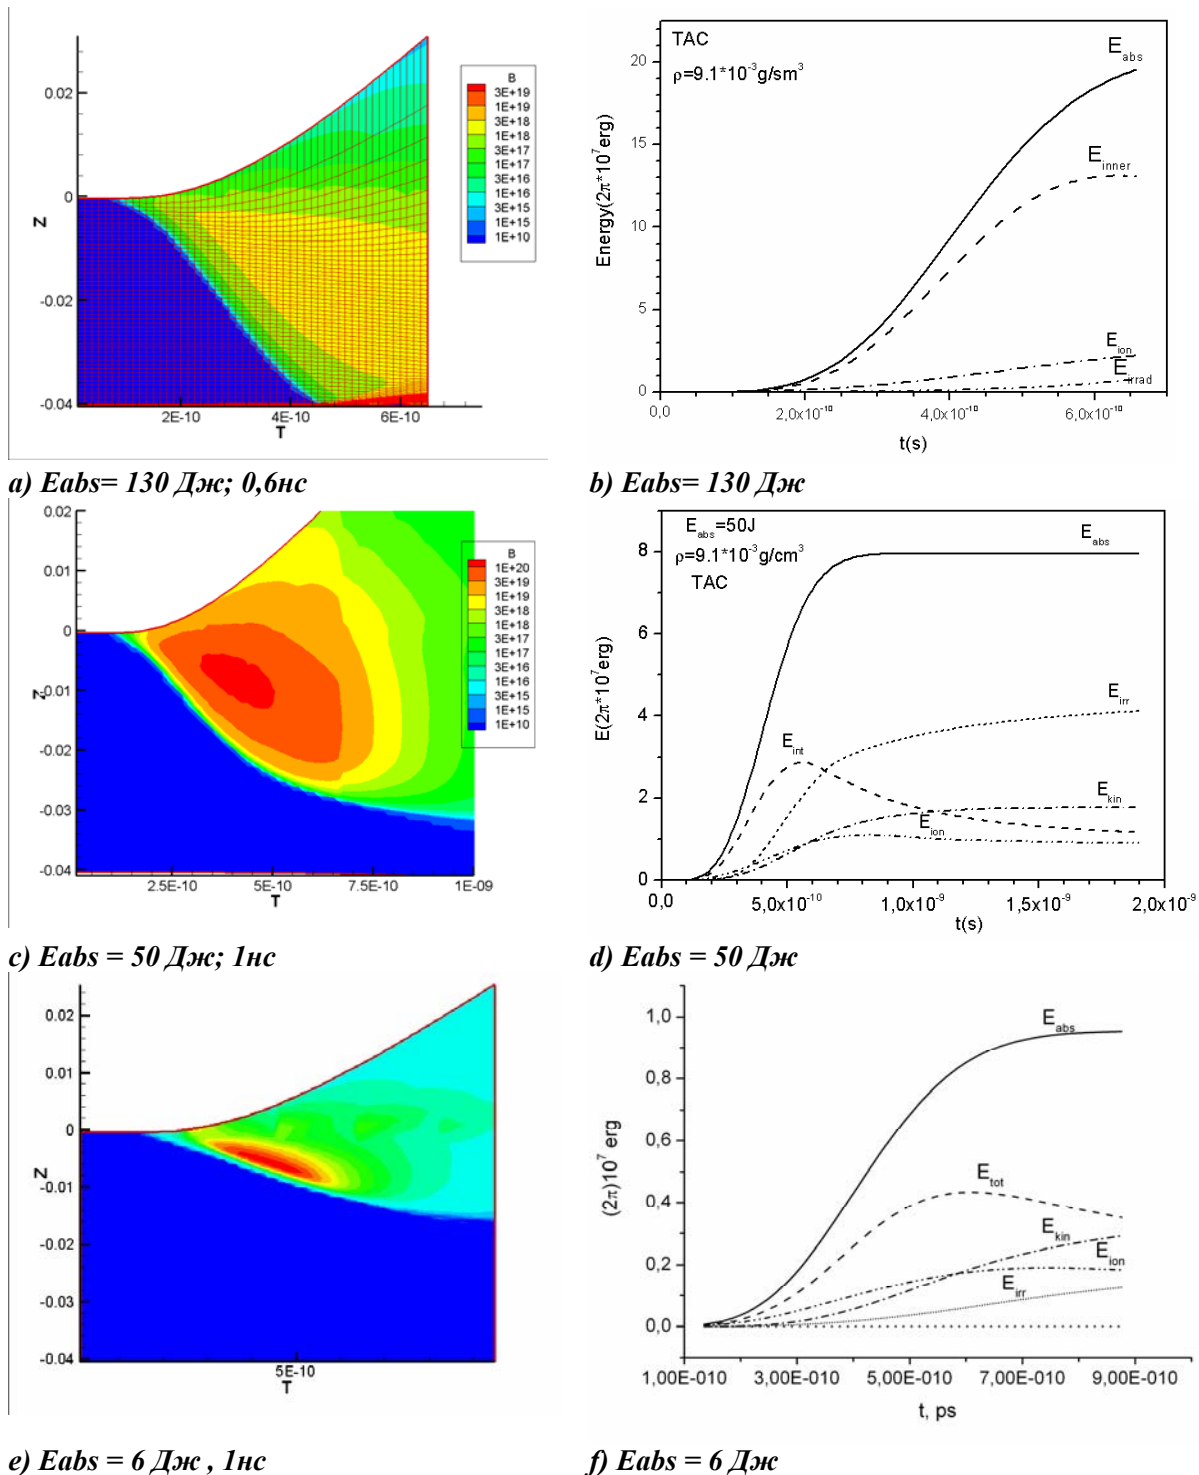 0.02
0
-0.02
-0.04
Z
2E-10 4E-10 6E-10
T
B
3E+19
1E+19
3E+18
1E+18
3E+17
1E+17
3E+16
1E+16
3E+15
1E+15
1E+10
TAC
ρ=9.1*10⁻³g/sm³
E_abs
E_inner
E_ion
E_irrad
20
15
10
5
0
Energy(2π*10⁷erg)
0,0 2,0x10⁻¹⁰ 4,0x10⁻¹⁰ 6,0x10⁻¹⁰
t(s)
a) Eabs= 130 Дж; 0,6нс
b) Eabs= 130 Дж
0.02
0.01
0
-0.01
-0.02
-0.03
-0.04
Z
2.5E-10 5E-10 7.5E-10 1E-09
T
B
1E+20
3E+19
1E+19
3E+18
1E+18
3E+17
1E+17
3E+16
1E+16
3E+15
1E+15
1E+10
E_abs=50J
ρ=9.1*10⁻³g/cm³
TAC
E_abs
E_irr
E_int
E_kin
E_ion
8
6
4
2
0
E(2π*10⁷erg)
0,0 5,0x10⁻¹⁰ 1,0x10⁻⁹ 1,5x10⁻⁹ 2,0x10⁻⁹
t(s)
c) Eabs = 50 Дж; 1нс
d) Eabs = 50 Дж
0.02
0.01
0
-0.01
-0.02
-0.03
-0.04
Z
5E-10
T
1,0
0,8
0,6
0,4
0,2
0,0
(2π)10⁷ erg
E_abs
E_tot
E_kin
E_ion
E_irr
1,00E-010 3,00E-010 5,00E-010 7,00E-010 9,00E-010
t, ps
e) Eabs = 6 Дж , 1нс
f) Eabs = 6 Дж